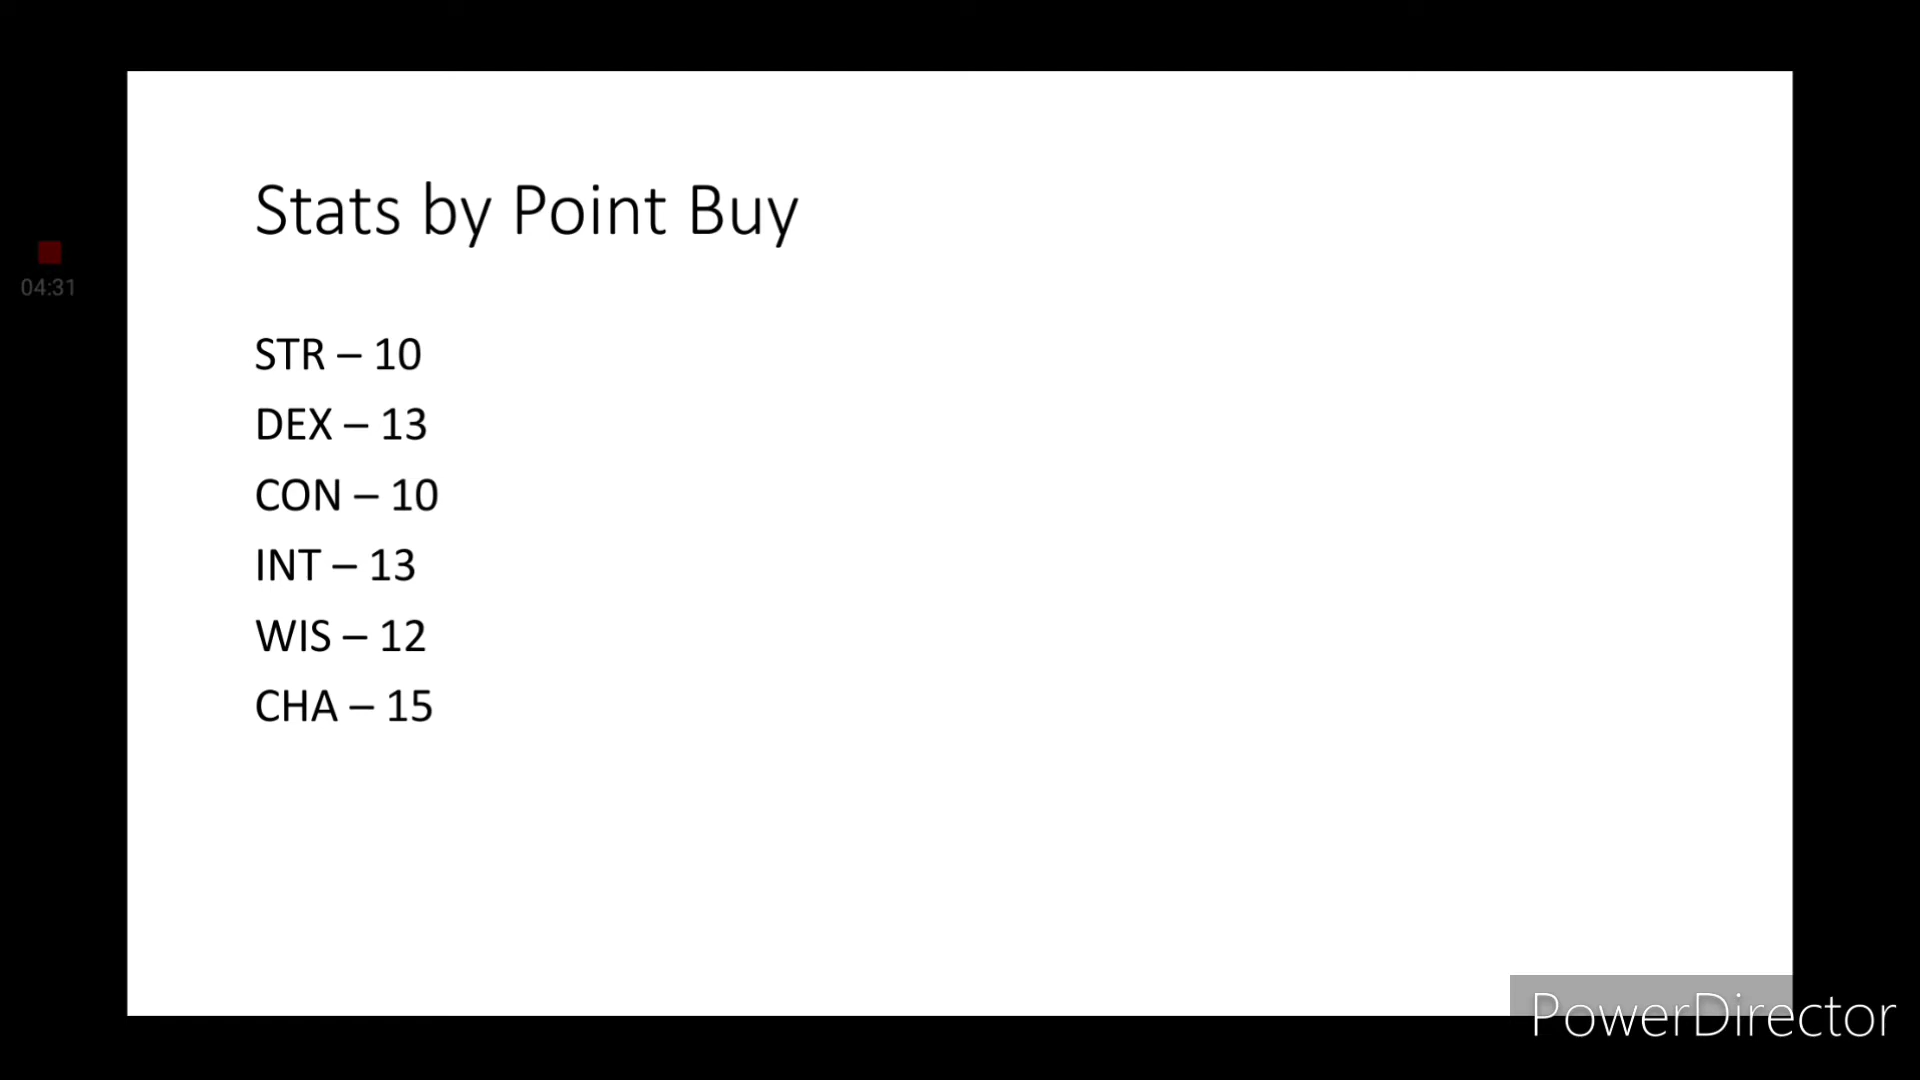 Stats by Point Buy
04:31
STR – 10
DEX – 13
CON – 10
INT – 13
WIS – 12
CHA – 15
PowerDirector